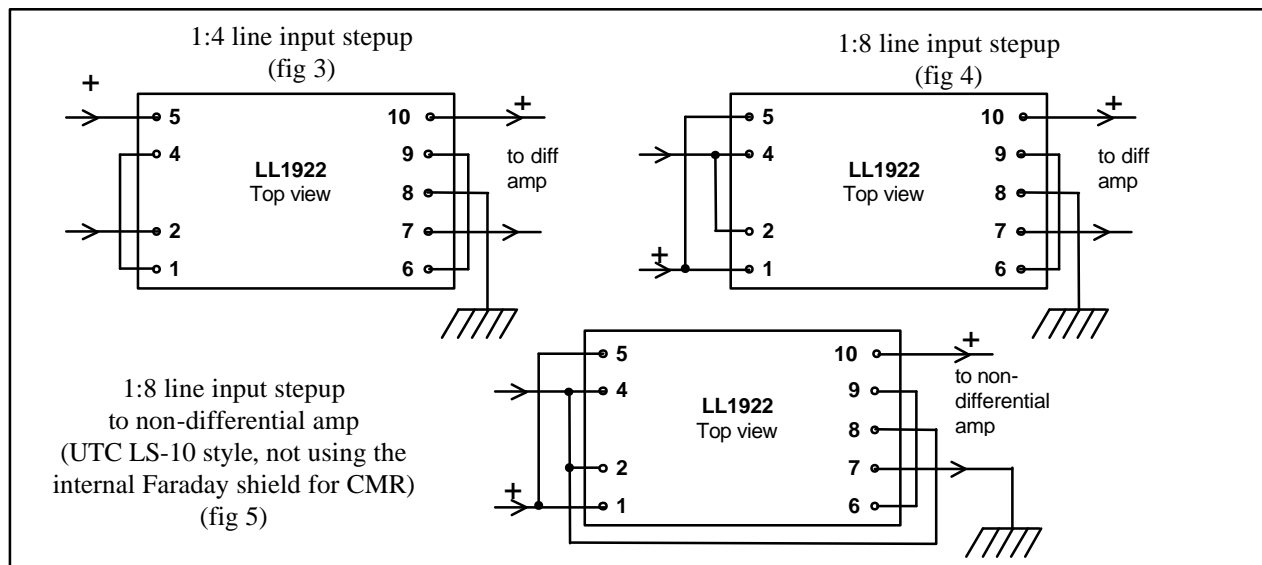 1:4 line input stepup
(fig 3)
+
5
4
2
1
LL1922
Top view
10
9
8
7
6
+
to diff
amp
1:8 line input stepup
(fig 4)
5
4
2
+
1
LL1922
Top view
10
9
8
7
6
+
to diff
amp
1:8 line input stepup
to non-differential amp
(UTC LS-10 style, not using the
internal Faraday shield for CMR)
(fig 5)
5
4
2
+
1
LL1922
Top view
10
9
8
7
6
+
to non-
differential
amp